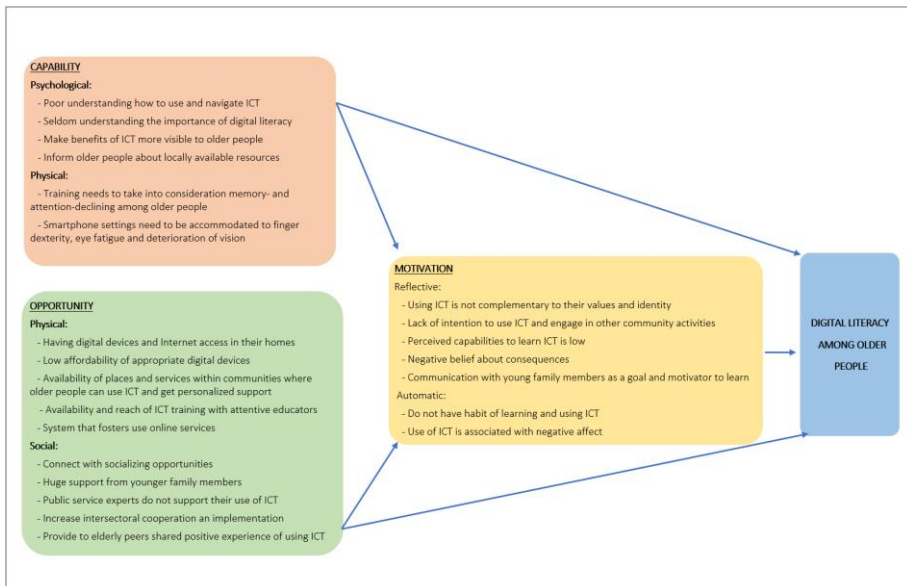 CAPABILITY
Psychological:
- Poor understanding how to use and navigate ICT
- Seldom understanding the importance of digital literacy
- Make benefits of ICT more visible to older people
- Inform older people about locally available resources
Physical:
- Training needs to take into consideration memory- and
attention-declining among older people
- Smartphone settings need to be accommodated to finger
dexterity, eye fatigue and deterioration of vision
OPPORTUNITY
Physical:
- Having digital devices and Internet access in their homes
- Low affordability of appropriate digital devices
- Availability of places and services within communities where
older people can use ICT and get personalized support
- Availability and reach of ICT training with attentive educators
- System that fosters use online services
Social:
- Connect with socializing opportunities
- Huge support from younger family members
- Public service experts do not support their use of ICT
- Increase intersectoral cooperation an implementation
- Provide to elderly peers shared positive experience of using ICT
MOTIVATION
Reflective:
- Using ICT is not complementary to their values and identity
- Lack of intention to use ICT and engage in other community activities
- Perceived capabilities to learn ICT is low
- Negative belief about consequences
- Communication with young family members as a goal and motivator to learn
Automatic:
- Do not have habit of learning and using ICT
- Use of ICT is associated with negative affect
DIGITAL LITERACY
AMONG OLDER
PEOPLE